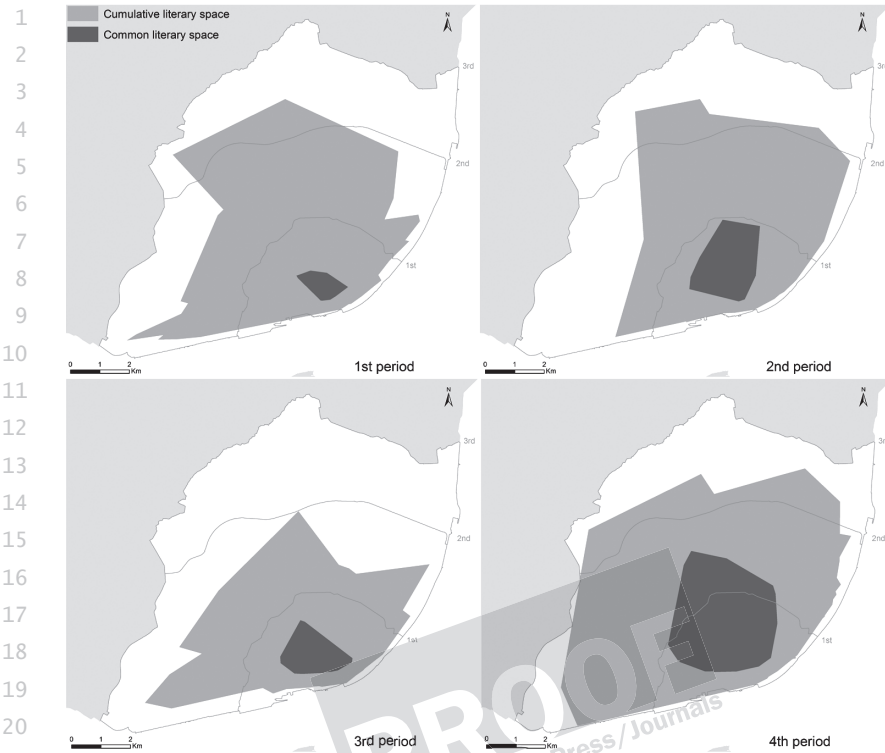 1
2
3
4
5
6
7
8
9
10
11
12
13
14
15
16
17
18
19
20
Cumulative literary space
Common literary space
N
3rd
2nd
1st
0 1 2
Km
1st period
N
3rd
2nd
1st
0 1 2
Km
2nd period
N
3rd
2nd
1st
0 1 2
Km
3rd period
N
3rd
2nd
1st
0 1 2
Km
4th period
PROOF
Press/Journals